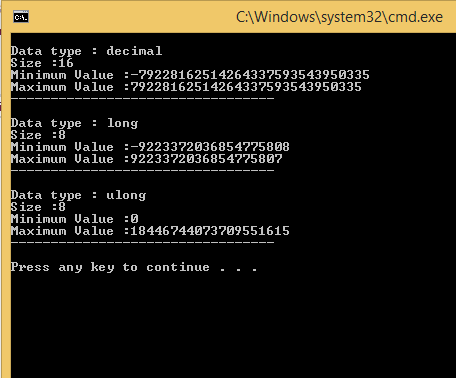 C:\Windows\system32\cmd.exe
Data type : decimal
Size :16
Minimum Value :-79228162514264337593543950335
Maximum Value :79228162514264337593543950335
---------------------------------
Data type : long
Size :8
Minimum Value :-9223372036854775808
Maximum Value :9223372036854775807
---------------------------------
Data type : ulong
Size :8
Minimum Value :0
Maximum Value :18446744073709551615
---------------------------------
Press any key to continue . . .